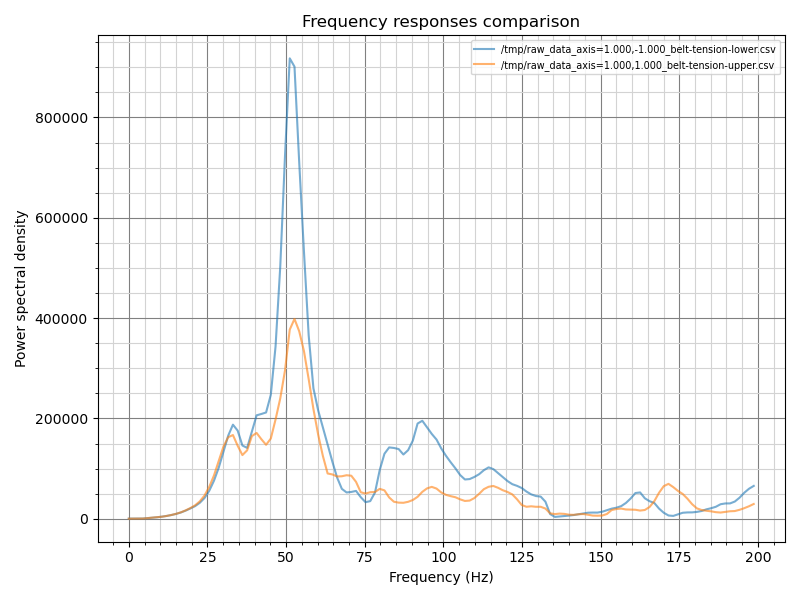 Frequency responses comparison
/tmp/raw_data_axis=1.000,-1.000_belt-tension-lower.csv
/tmp/raw_data_axis=1.000,1.000_belt-tension-upper.csv
Power spectral density
800000
600000
400000
200000
0
0 25 50 75 100 125 150 175 200
Frequency (Hz)